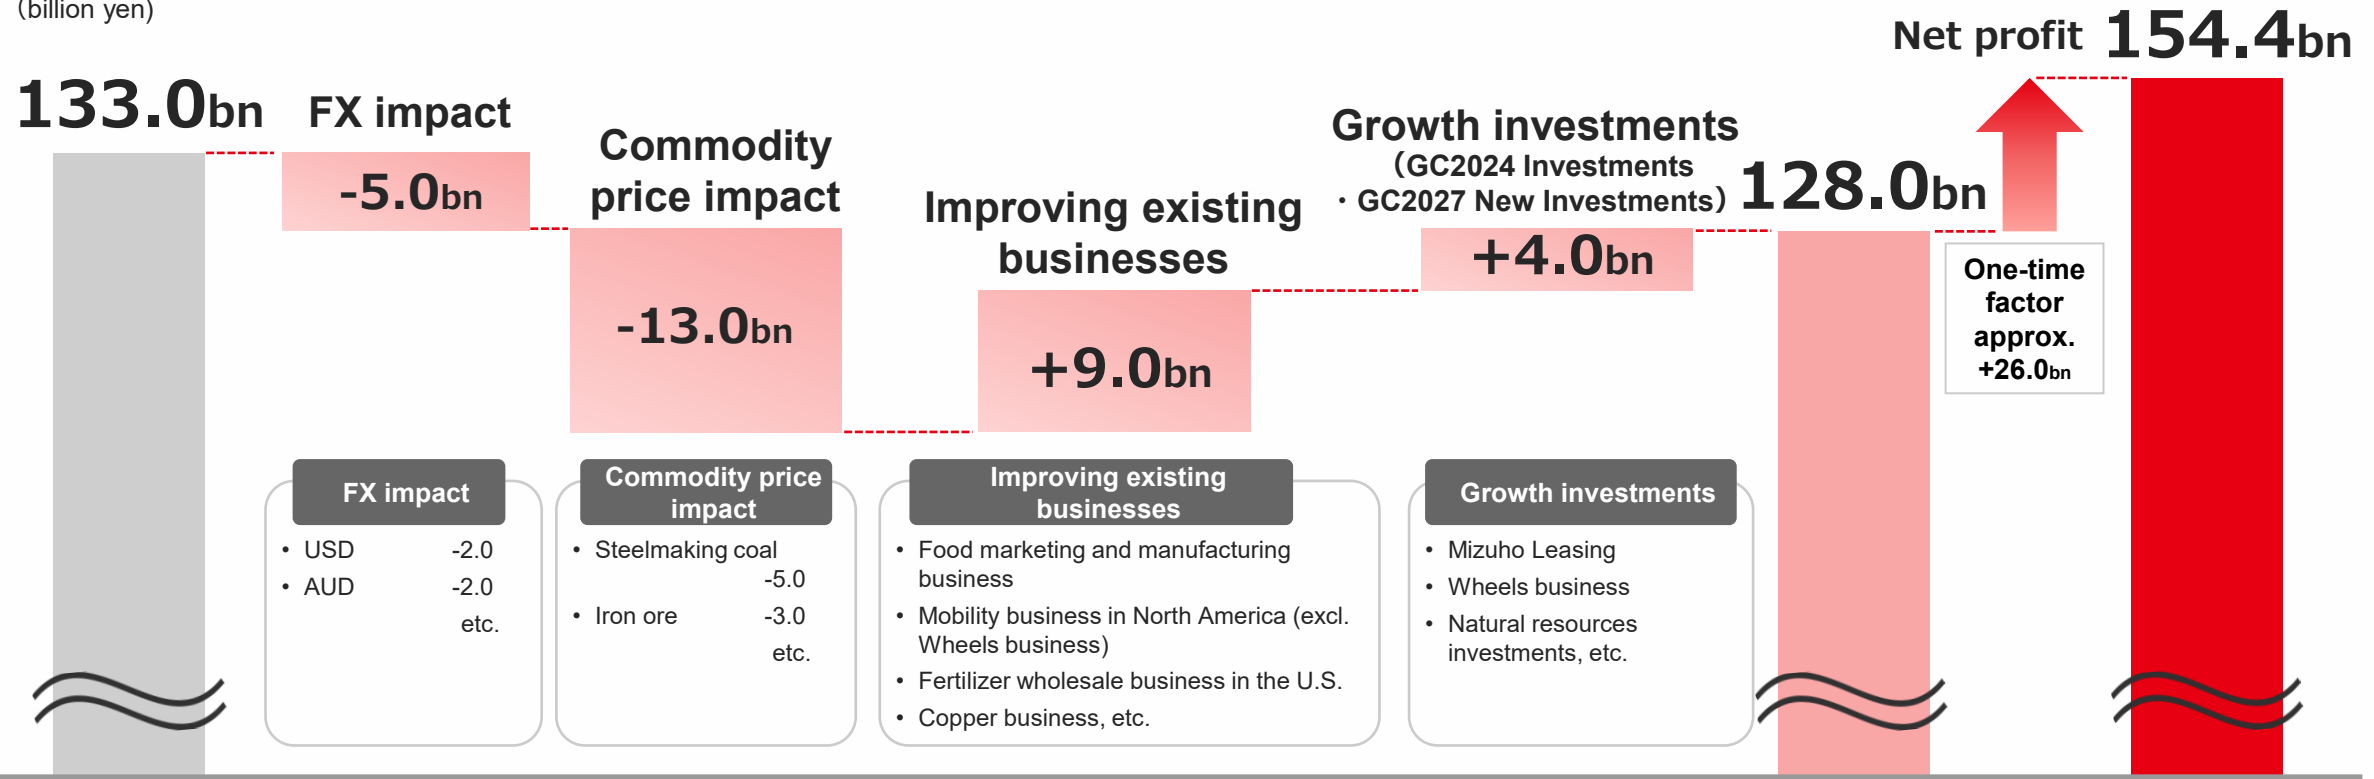 (billion yen)
133.0bn
FX impact
-5.0bn
Commodity
price impact
-13.0bn
Improving existing
businesses
+9.0bn
Growth investments
（GC2024 Investments
・GC2027 New Investments）
+4.0bn
128.0bn
Net profit 154.4bn
One-time
factor
approx.
+26.0bn
FX impact
• USD -2.0
• AUD -2.0
etc.
Commodity price
impact
• Steelmaking coal
-5.0
• Iron ore -3.0
etc.
Improving existing
businesses
• Food marketing and manufacturing
business
• Mobility business in North America (excl.
Wheels business)
• Fertilizer wholesale business in the U.S.
• Copper business, etc.
Growth investments
• Mizuho Leasing
• Wheels business
• Natural resources
investments, etc.